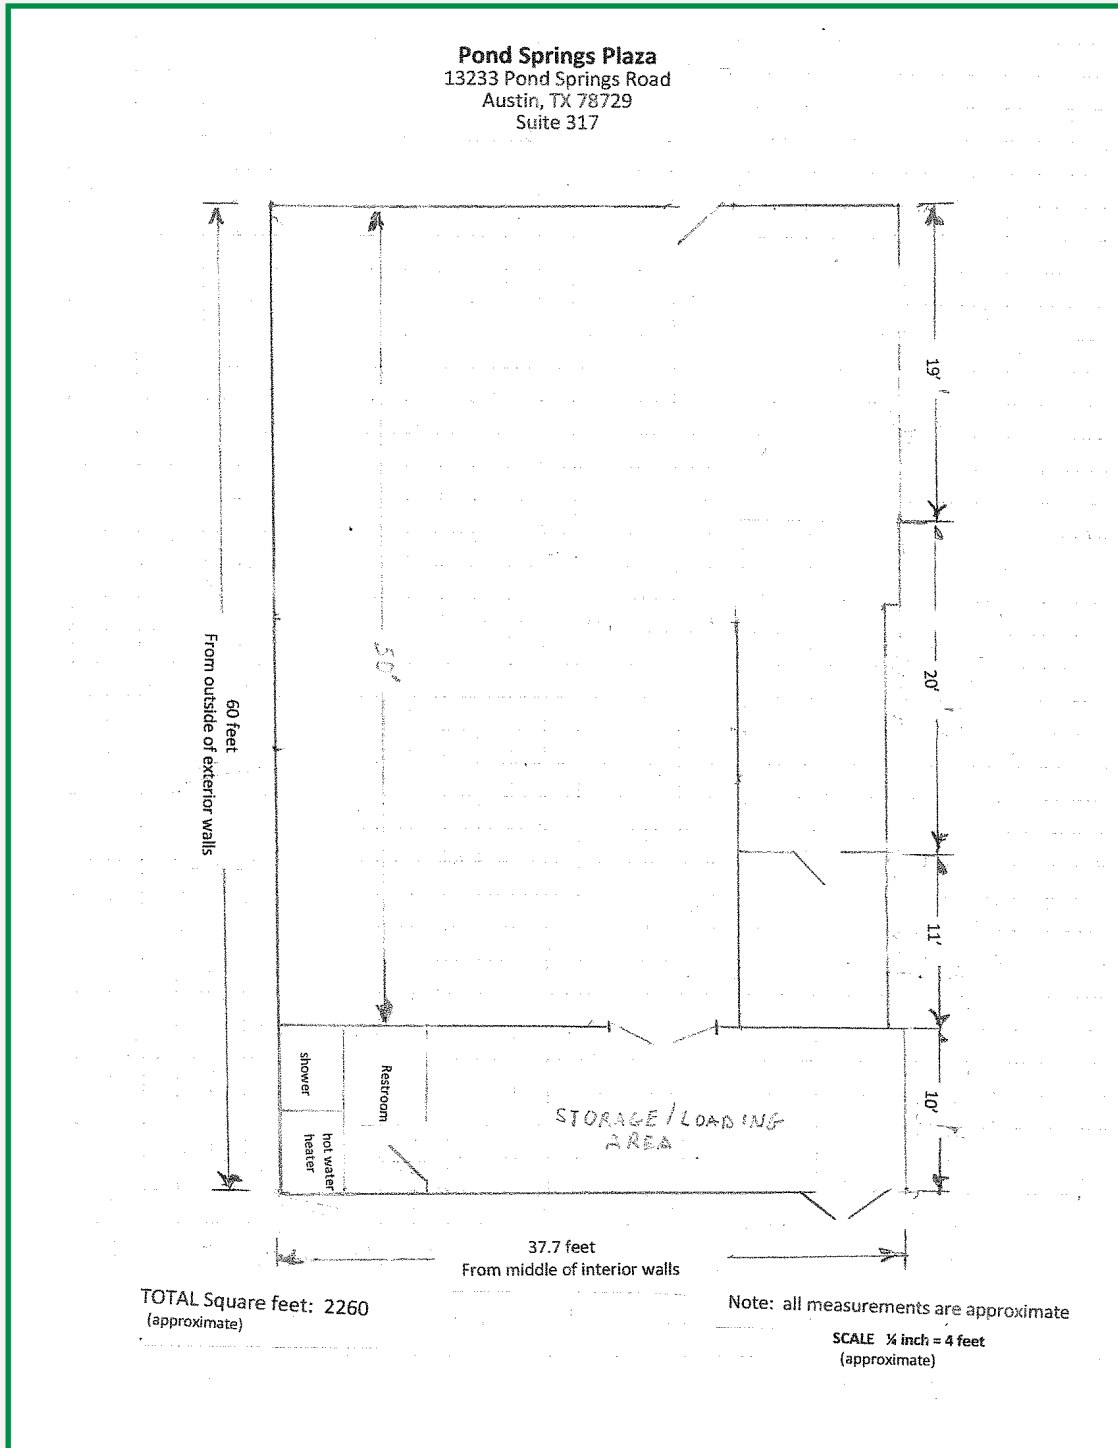 Pond Springs Plaza
13233 Pond Springs Road
Austin, TX 78729
Suite 317
19'
50'
20'
60 feet
From outside of exterior walls
11'
shower
Restroom
hot water
heater
STORAGE/LOADING
AREA
10'
37.7 feet
From middle of interior walls
TOTAL Square feet: 2260
(approximate)
Note: all measurements are approximate
SCALE ¼ inch = 4 feet
(approximate)